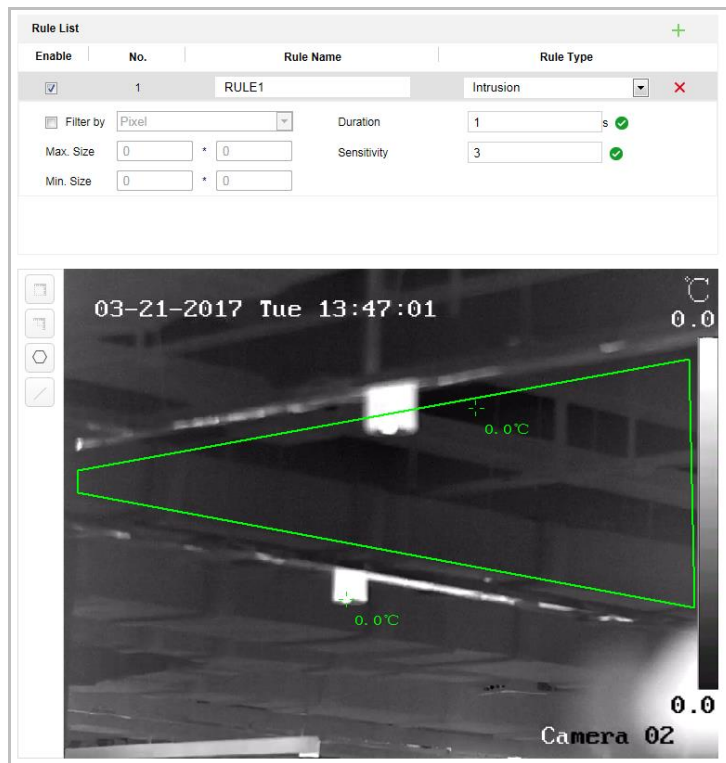 Rule List
Enable No. Rule Name Rule Type
1 RULE1 Intrusion
Filter by Pixel Duration 1 s
Max. Size 0 * 0 Sensitivity 3
Min. Size 0 * 0
03-21-2017 Tue 13:47:01
℃
0.0
0.0℃
0.0℃
0.0
Camera 02